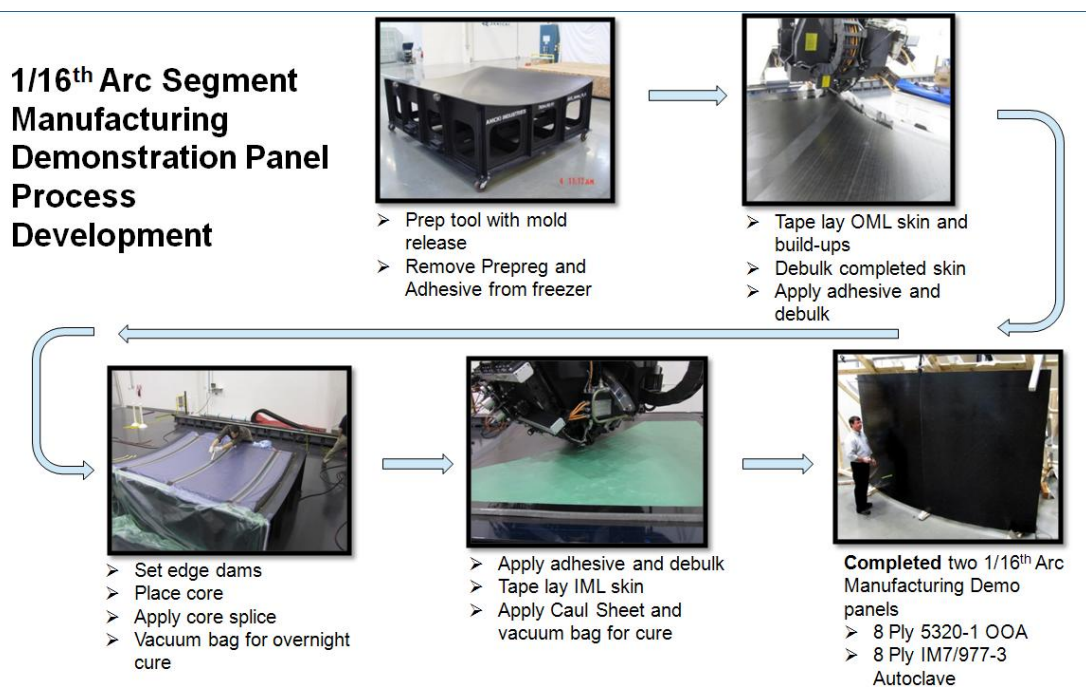 1/16th Arc Segment
Manufacturing
Demonstration Panel
Process
Development
AMICKI INDUSTRIES
➢ Prep tool with mold
release
➢ Remove Prepreg and
Adhesive from freezer
➢ Tape lay OML skin and
build-ups
➢ Debulk completed skin
➢ Apply adhesive and
debulk
➢ Set edge dams
➢ Place core
➢ Apply core splice
➢ Vacuum bag for overnight
cure
➢ Apply adhesive and debulk
➢ Tape lay IML skin
➢ Apply Caul Sheet and
vacuum bag for cure
Completed two 1/16th Arc
Manufacturing Demo
panels
➢ 8 Ply 5320-1 OOA
➢ 8 Ply IM7/977-3
Autoclave